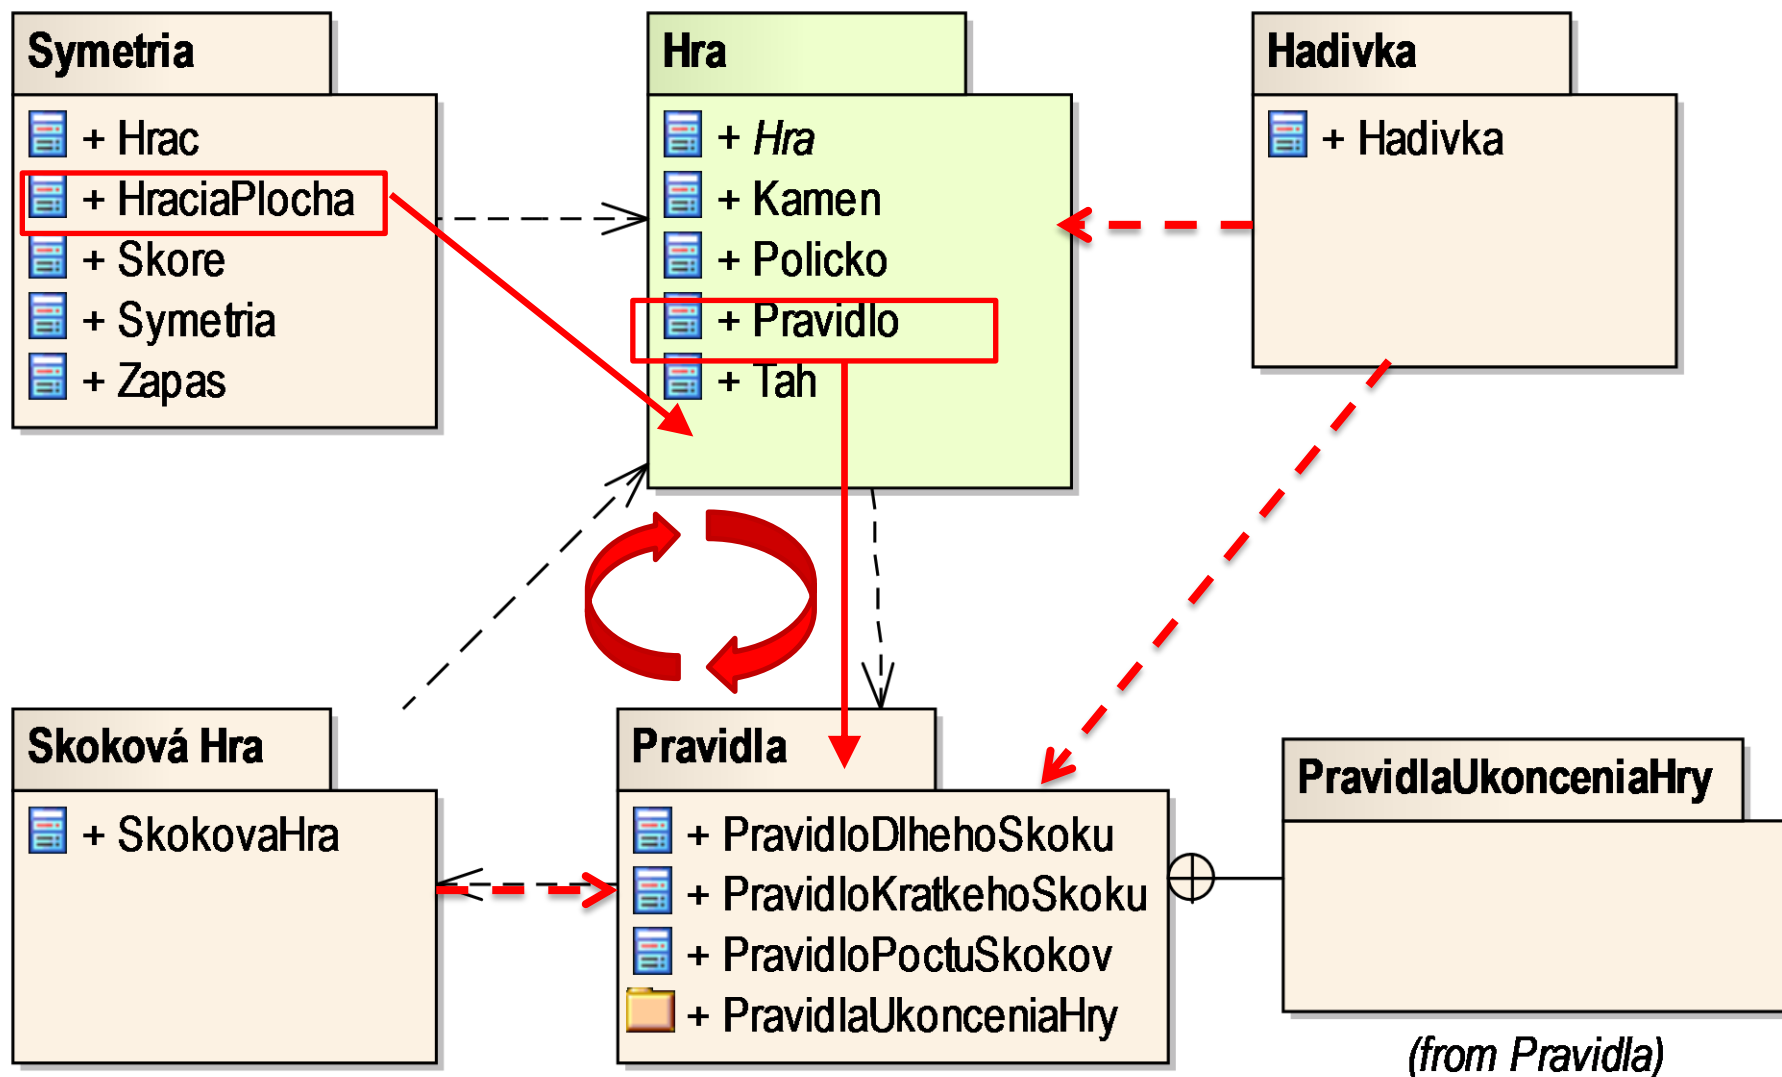 Symetria
+ Hrac
+ HraciaPlocha
+ Skore
+ Symetria
+ Zapas
Hra
+ Hra
+ Kamen
+ Policko
+ Pravidlo
+ Tah
Hadivka
+ Hadivka
Skoková Hra
+ SkokovaHra
Pravidla
+ PravidloDlhehoSkoku
+ PravidloKratkehoSkoku
+ PravidloPoctuSkokov
+ PravidlaUkonceniaHry
PravidlaUkonceniaHry
(from Pravidla)